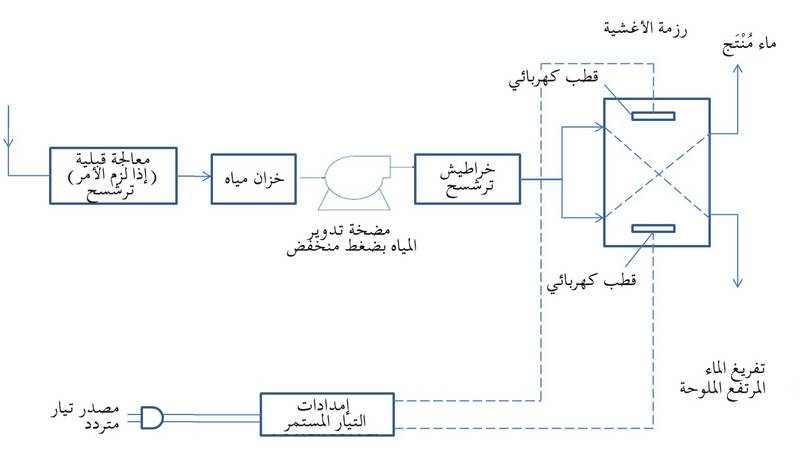 رزمة الأغشية
ماء مُنْتَج
قطب كهربائي
معالجة قبلية
(إذا لزم الأمر)
ترشسح
خزان مياه
خراطيش
ترشسح
مضخة تدوير
المياه بضغط منخفض
قطب كهربائي
تفريغ الماء
المرتفع الملوحة
إمدادات
التيار المستمر
مصدر تيار
متردد